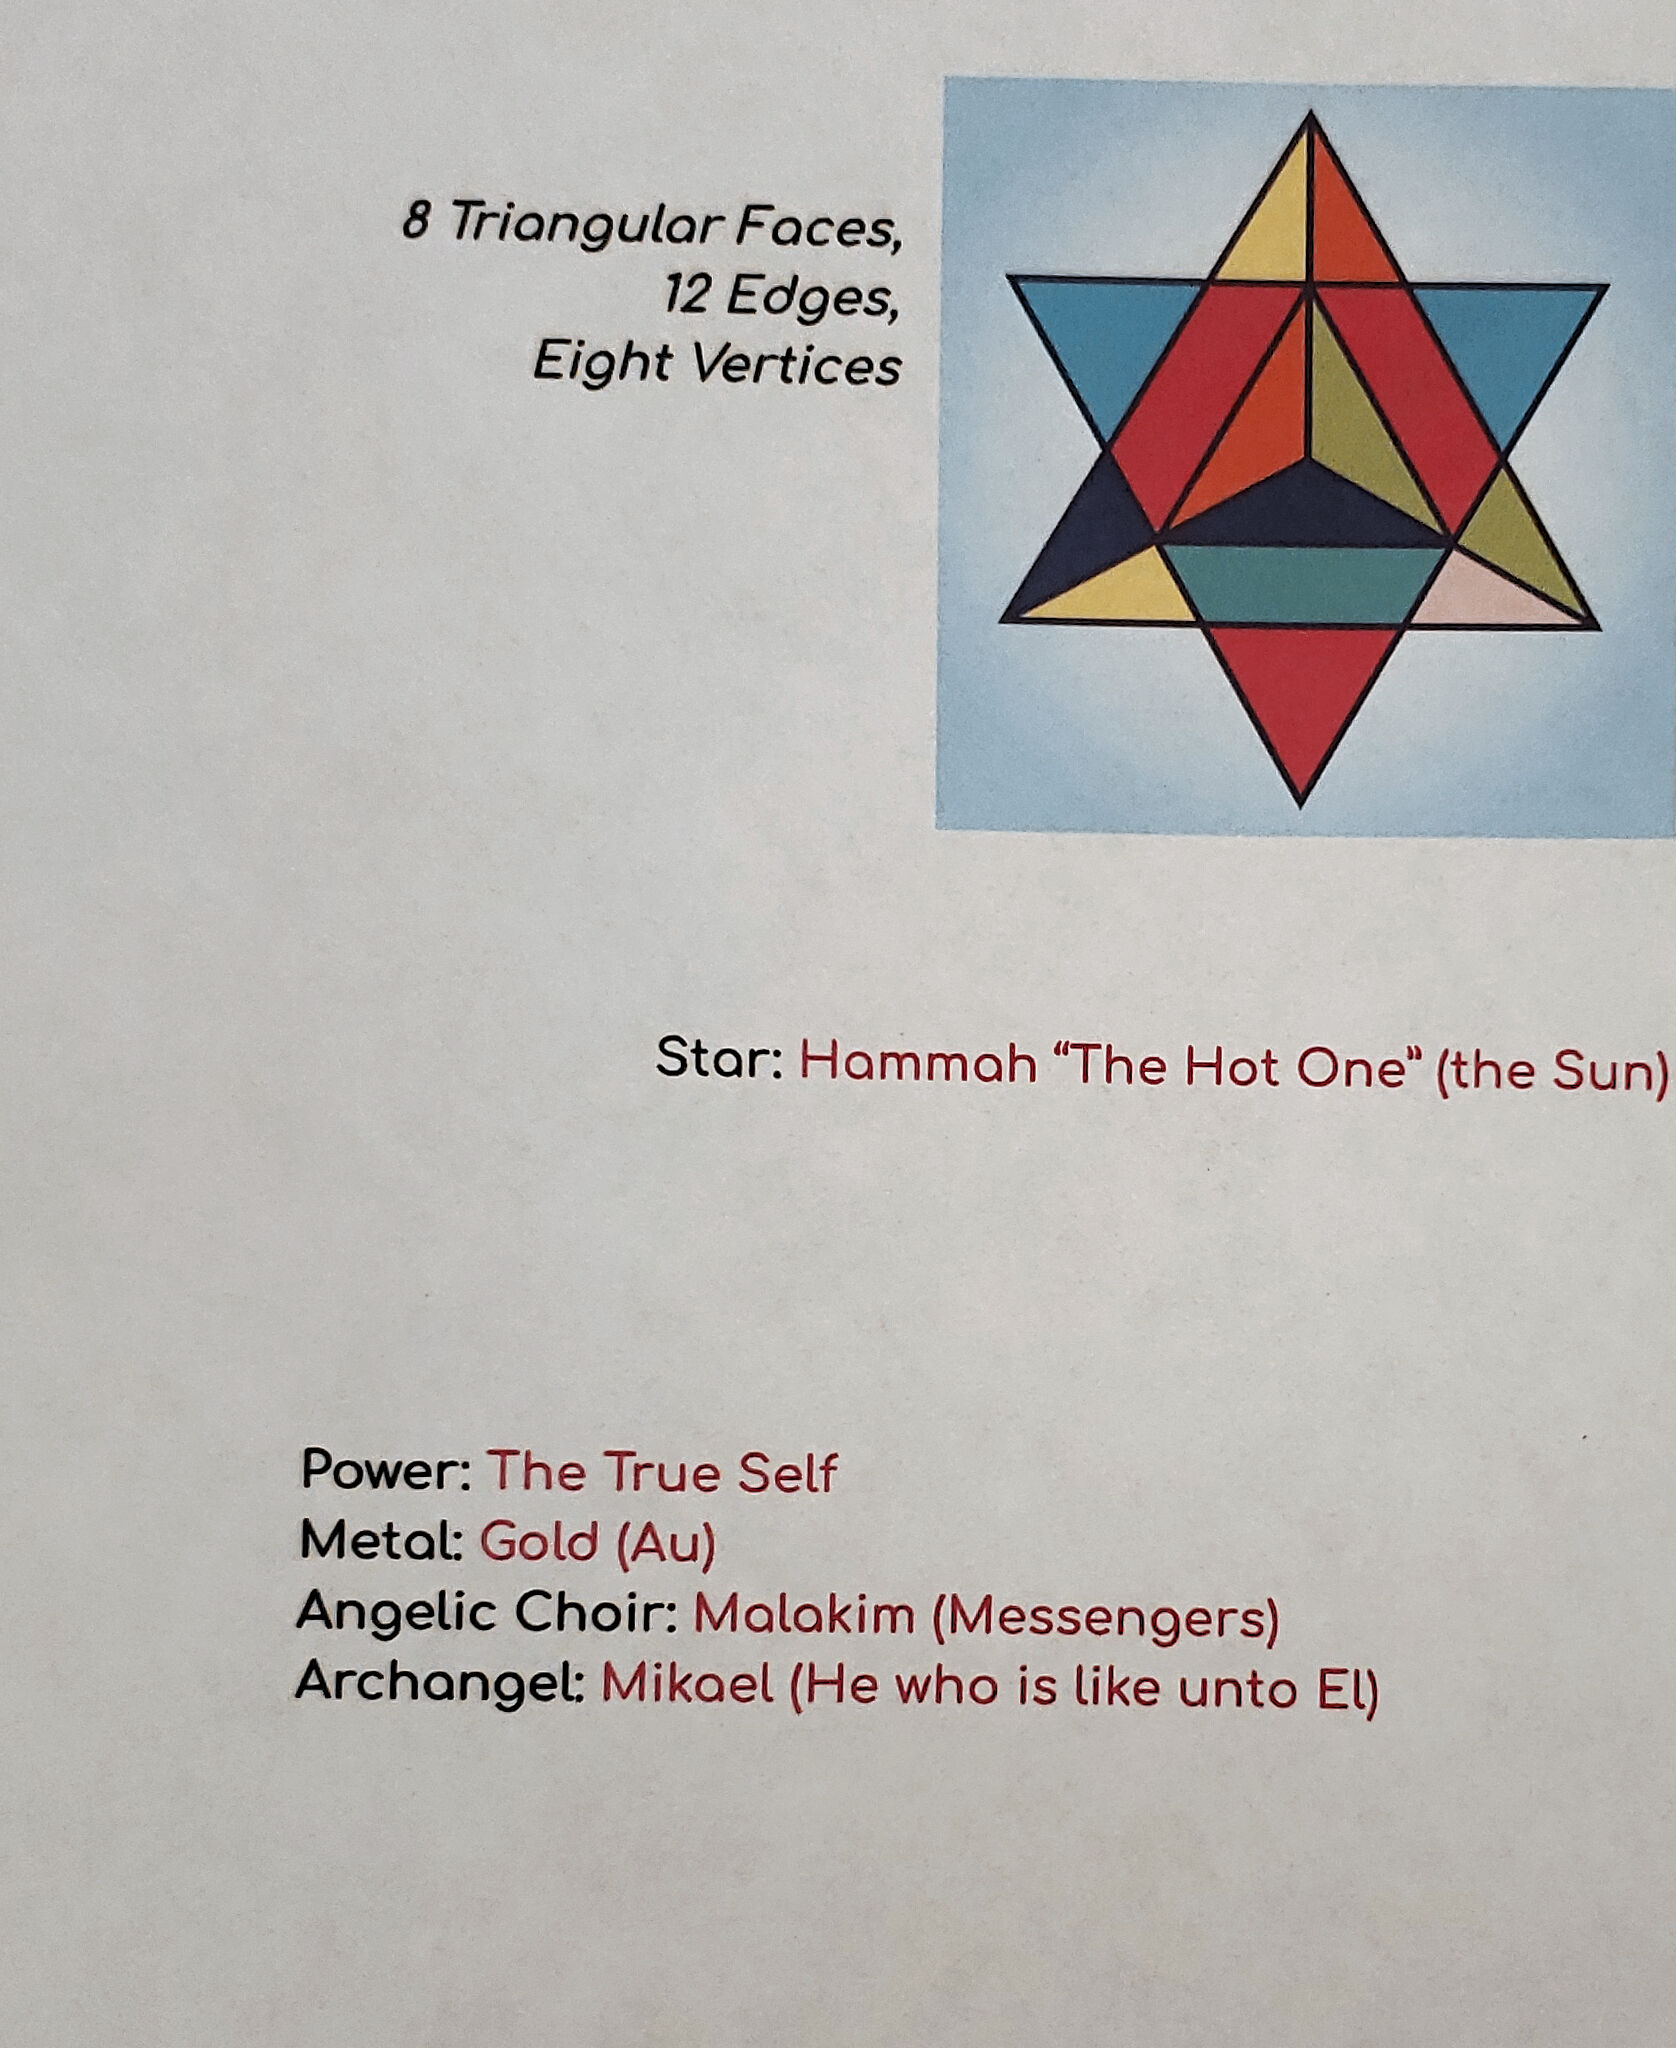 8 Triangular Faces,
12 Edges,
Eight Vertices
Star: Hammah “The Hot One” (the Sun)
Power: The True Self
Metal: Gold (Au)
Angelic Choir: Malakim (Messengers)
Archangel: Mikael (He who is like unto El)